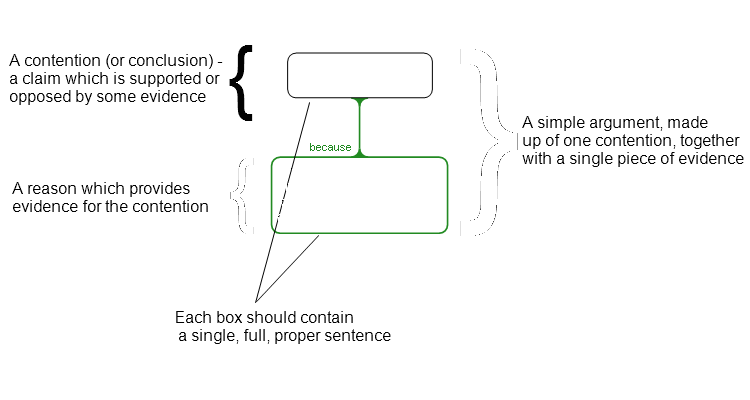 A contention (or conclusion) -
a claim which is supported or
opposed by some evidence
because
A simple argument, made
up of one contention, together
with a single piece of evidence
A reason which provides
evidence for the contention
Each box should contain
a single, full, proper sentence